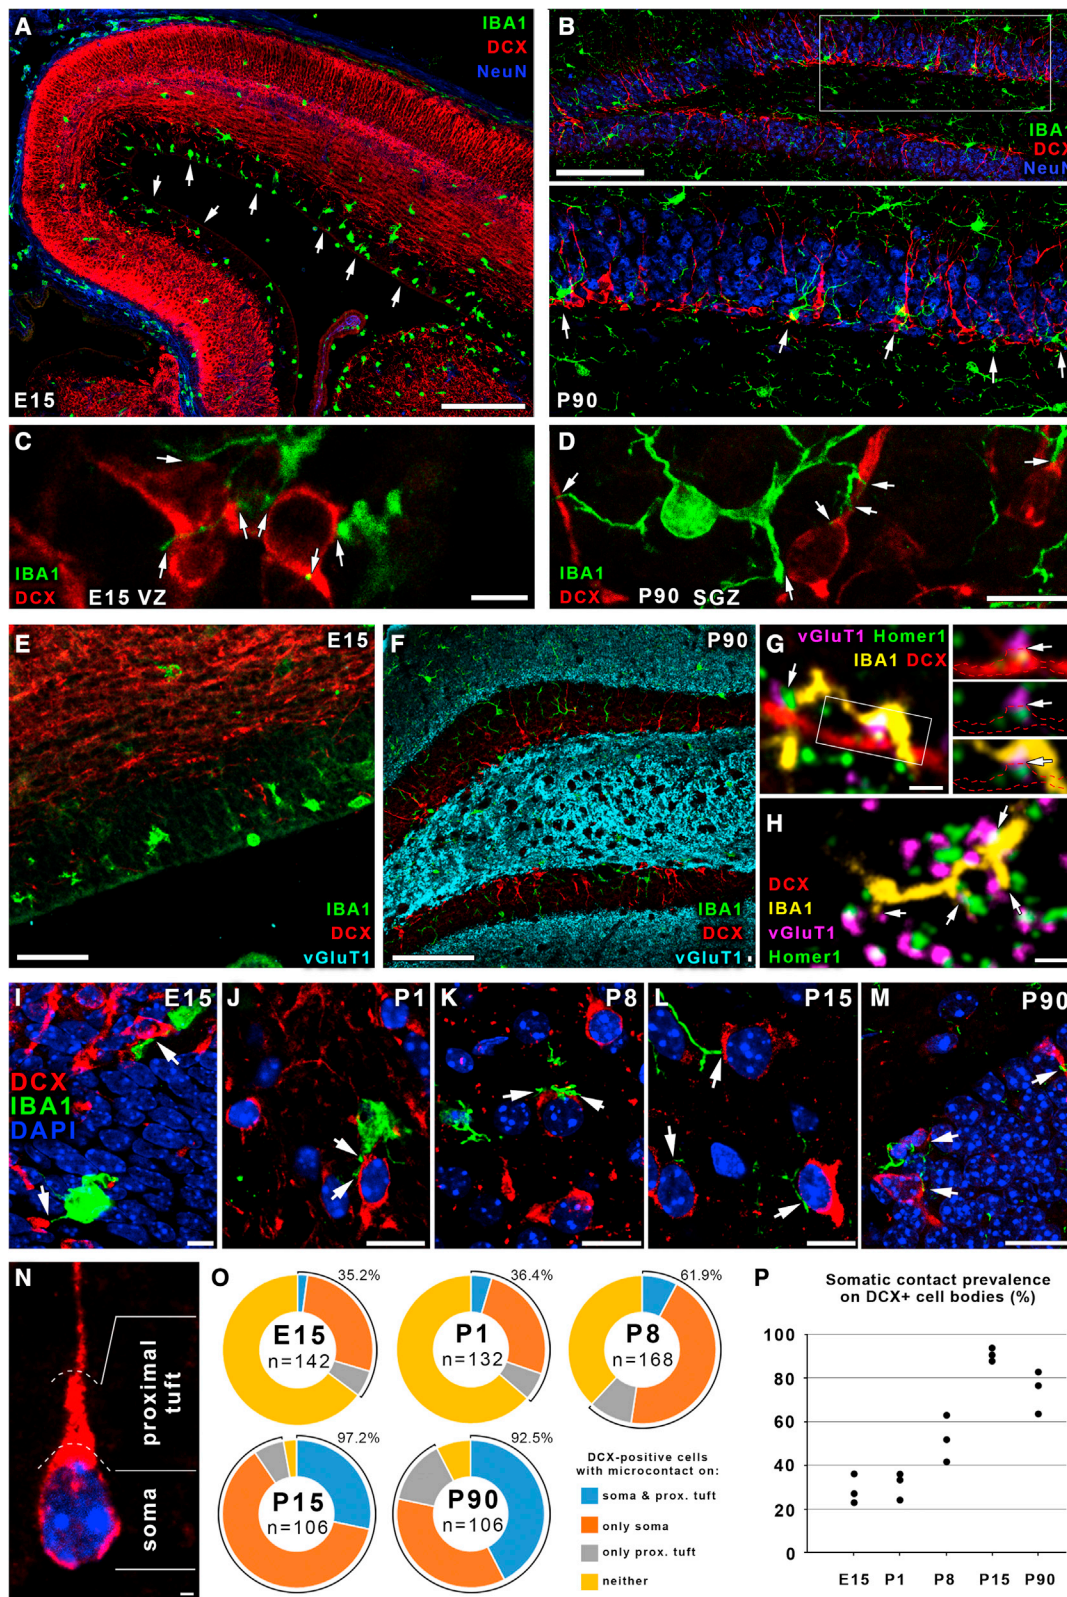 A
IBA1
DCX
NeuN
E15
B
IBA1
DCX
NeuN
P90
C
IBA1
DCX
E15 VZ
D
IBA1
DCX
P90 SGZ
E
E15
IBA1
DCX
vGluT1
F
P90
IBA1
DCX
vGluT1
G
vGluT1 Homer1
IBA1 DCX
H
DCX
IBA1
vGluT1
Homer1
I
E15
DCX
IBA1
DAPI
J
P1
K
P8
L
P15
M
P90
N
proximal
tuft
soma
O
35.2%
E15
n=142
36.4%
P1
n=132
61.9%
P8
n=168
97.2%
P15
n=106
92.5%
P90
n=106
DCX-positive cells
with microcontact on:
soma & prox. tuft
only soma
only prox. tuft
neither
P
Somatic contact prevalence
on DCX+ cell bodies (%)
100
80
60
40
20
0
E15 P1 P8 P15 P90